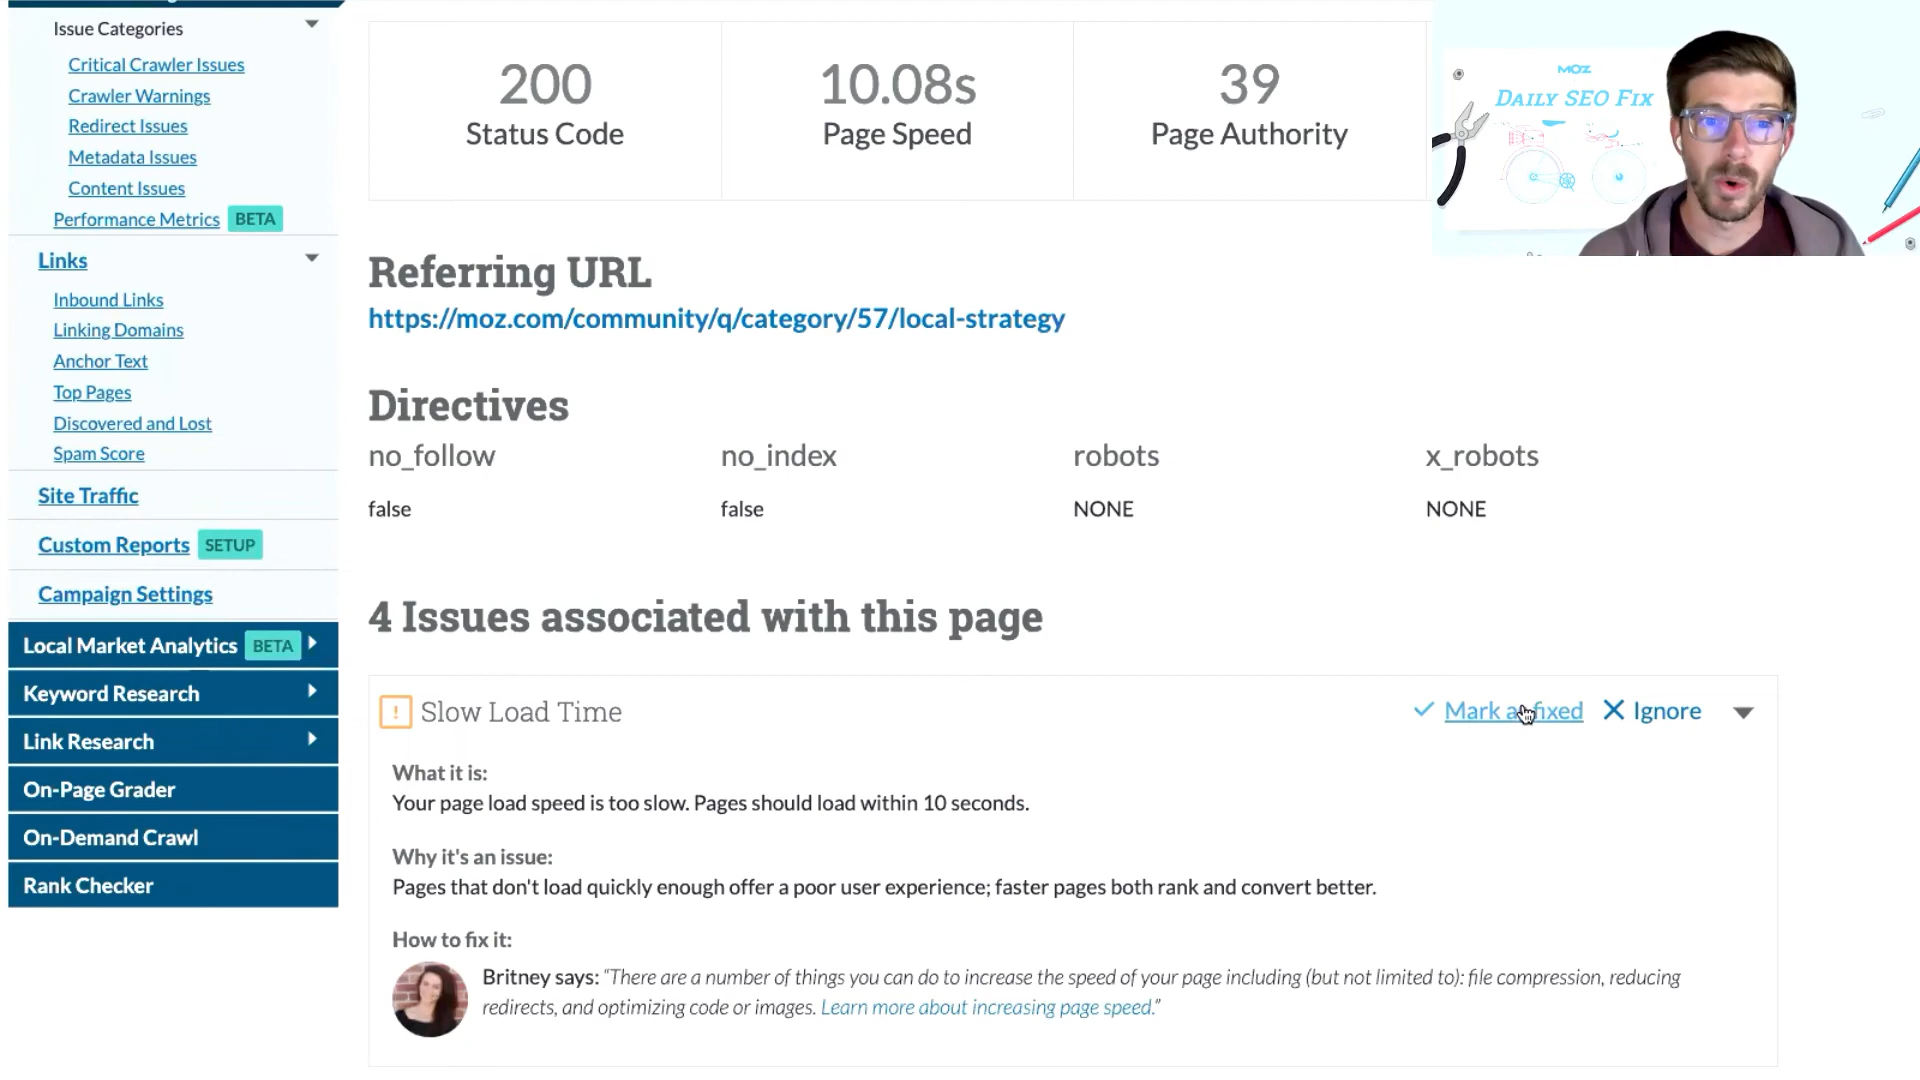 Issue Categories
Critical Crawler Issues
Crawler Warnings
Redirect Issues
Metadata Issues
Content Issues
Performance Metrics BETA
Links
Inbound Links
Linking Domains
Anchor Text
Top Pages
Discovered and Lost
Spam Score
Site Traffic
Custom Reports SETUP
Campaign Settings
Local Market Analytics BETA
Keyword Research
Link Research
On-Page Grader
On-Demand Crawl
Rank Checker
200
Status Code
10.08s
Page Speed
39
Page Authority
MOZ
DAILY SEO FIX
Referring URL
https://moz.com/community/q/category/57/local-strategy
Directives
no_follow
false
no_index
false
robots
NONE
x_robots
NONE
4 Issues associated with this page
! Slow Load Time
Mark as fixed
Ignore
What it is:
Your page load speed is too slow. Pages should load within 10 seconds.
Why it's an issue:
Pages that don't load quickly enough offer a poor user experience; faster pages both rank and convert better.
How to fix it:
Britney says: “There are a number of things you can do to increase the speed of your page including (but not limited to): file compression, reducing
redirects, and optimizing code or images. Learn more about increasing page speed.”